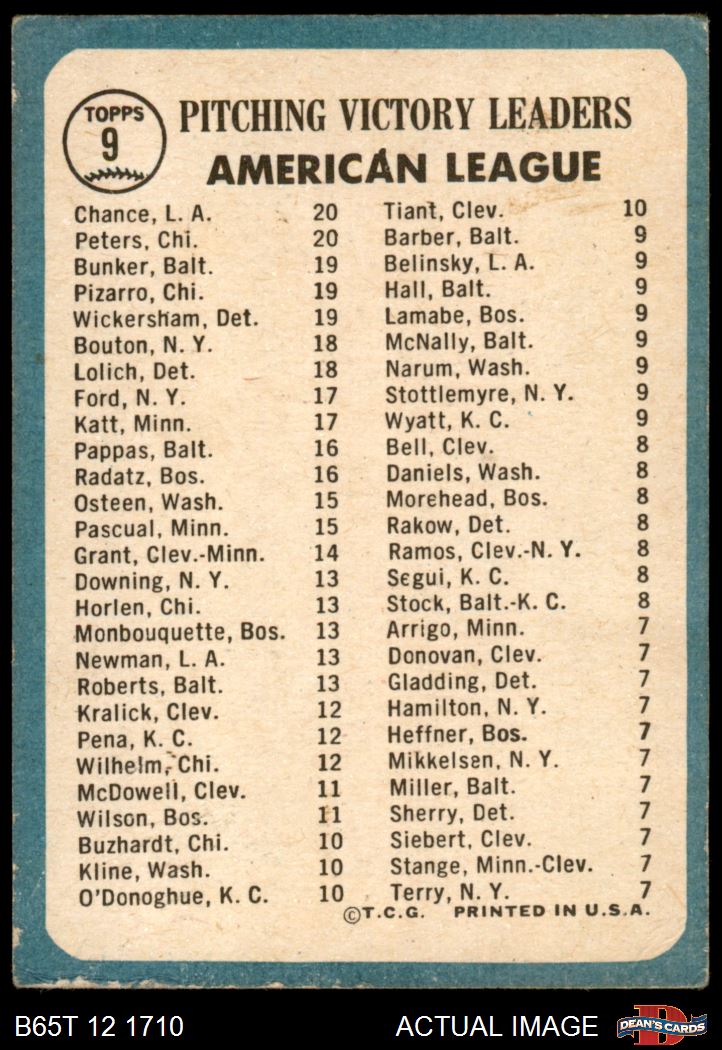 TOPPS
9
PITCHING VICTORY LEADERS
AMERICAN LEAGUE
Chance, L. A. 20
Peters, Chi. 20
Bunker, Balt. 19
Pizarro, Chi. 19
Wickersham, Det. 19
Bouton, N. Y. 18
Lolich, Det. 18
Ford, N. Y. 17
Katt, Minn. 17
Pappas, Balt. 16
Radatz, Bos. 16
Osteen, Wash. 15
Pascual, Minn. 15
Grant, Clev.-Minn. 14
Downing, N. Y. 13
Horlen, Chi. 13
Monbouquette, Bos. 13
Newman, L. A. 13
Roberts, Balt. 13
Kralick, Clev. 12
Pena, K. C. 12
Wilhelm, Chi. 12
McDowell, Clev. 11
Wilson, Bos. 11
Buzhardt, Chi. 10
Kline, Wash. 10
O'Donoghue, K. C. 10
Tiant, Clev. 10
Barber, Balt. 9
Belinsky, L. A. 9
Hall, Balt. 9
Lamabe, Bos. 9
McNally, Balt. 9
Narum, Wash. 9
Stottlemyre, N. Y. 9
Wyatt, K. C. 9
Bell, Clev. 8
Daniels, Wash. 8
Morehead, Bos. 8
Rakow, Det. 8
Ramos, Clev.-N. Y. 8
Segui, K. C. 8
Stock, Balt.-K. C. 8
Arrigo, Minn. 7
Donovan, Clev. 7
Gladding, Det. 7
Hamilton, N. Y. 7
Heffner, Bos. 7
Mikkelsen, N. Y. 7
Miller, Balt. 7
Sherry, Det. 7
Siebert, Clev. 7
Stange, Minn.-Clev. 7
Terry, N. Y. 7
©T.C.G. PRINTED IN U.S.A.
B65T 12 1710 ACTUAL IMAGE
D
DEAN'S CARDS